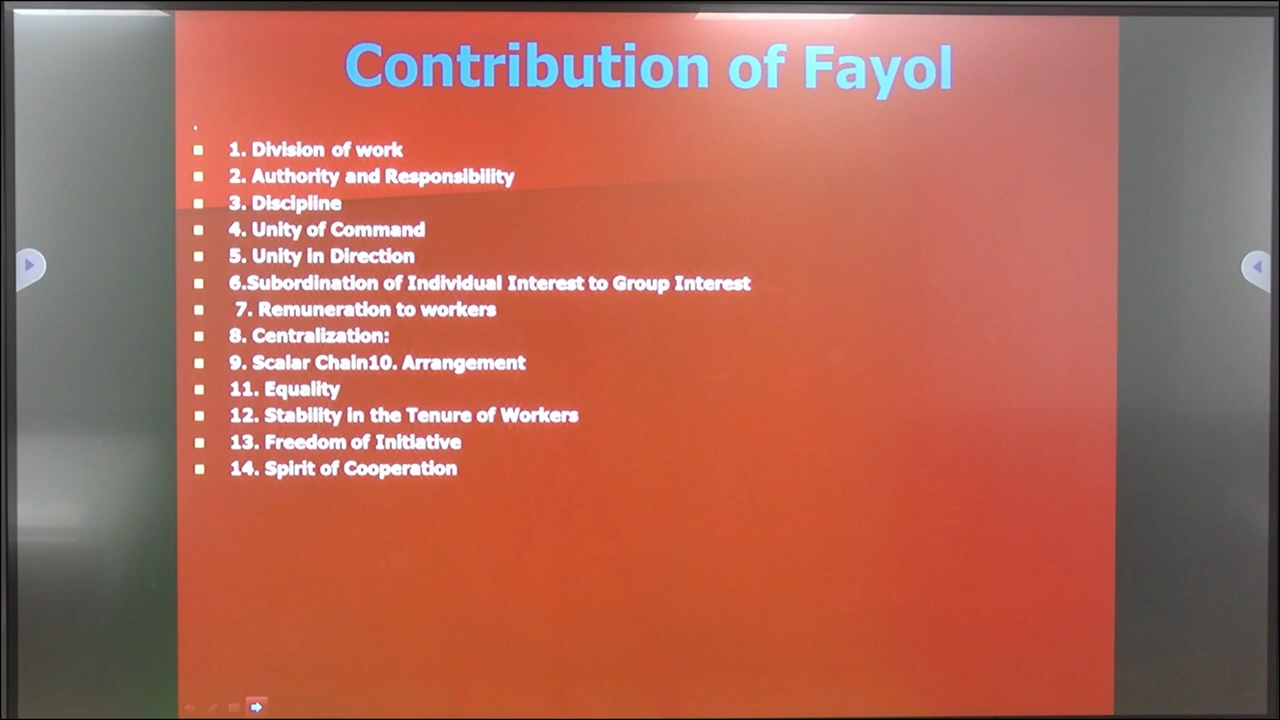 Contribution of Fayol
.
1. Division of work
2. Authority and Responsibility
3. Discipline
4. Unity of Command
5. Unity in Direction
6.Subordination of Individual Interest to Group Interest
7. Remuneration to workers
8. Centralization:
9. Scalar Chain10. Arrangement
11. Equality
12. Stability in the Tenure of Workers
13. Freedom of Initiative
14. Spirit of Cooperation